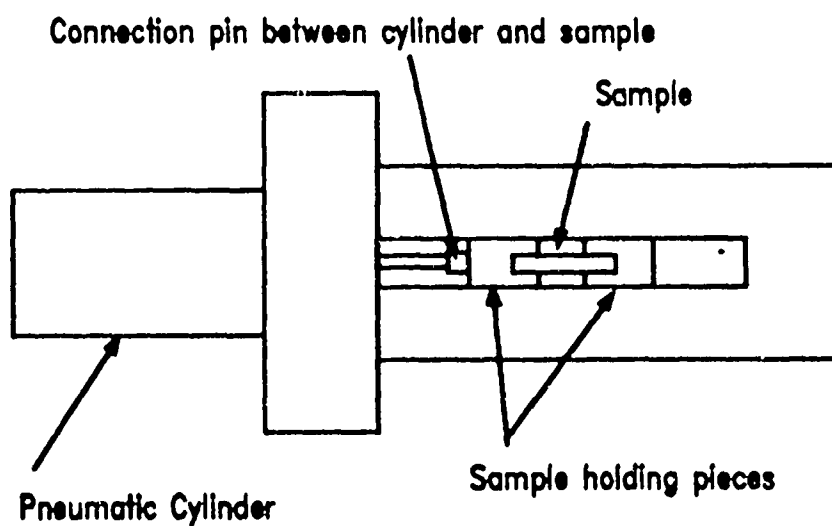 Connection pin between cylinder and sample
Sample
Sample holding pieces
Pneumatic Cylinder